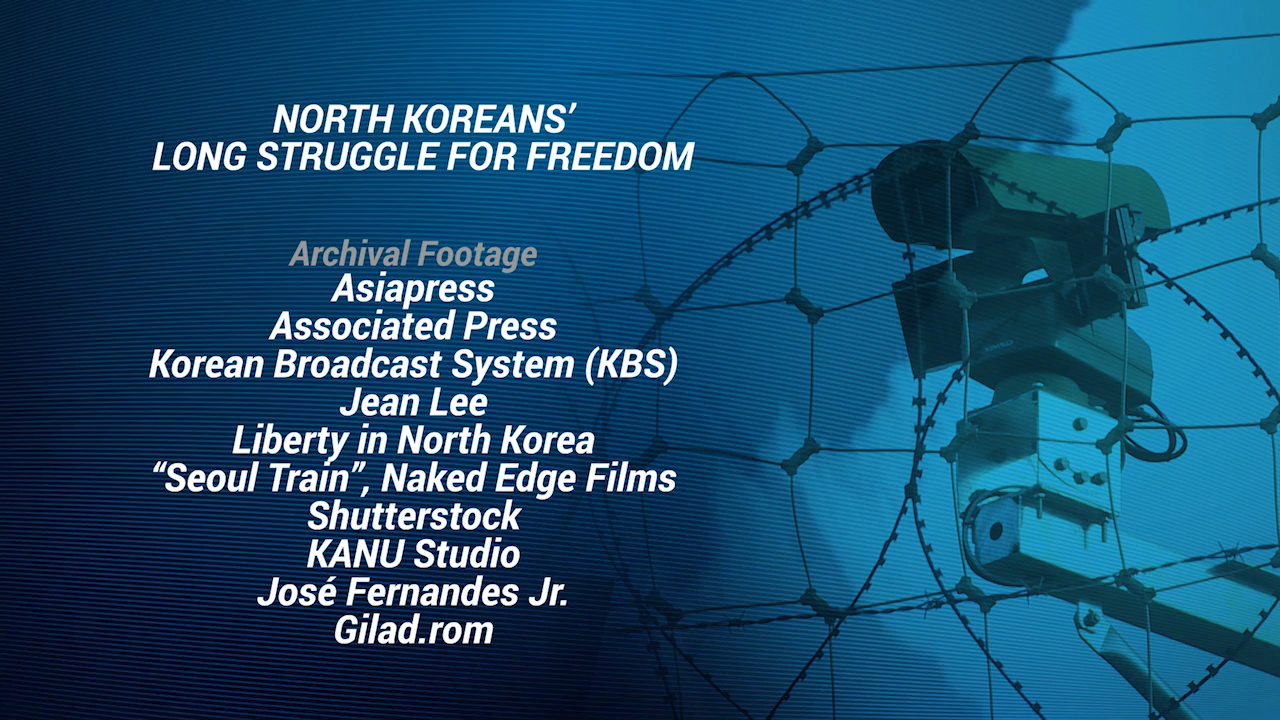 NORTH KOREANS’
LONG STRUGGLE FOR FREEDOM
Archival Footage
Asiapress
Associated Press
Korean Broadcast System (KBS)
Jean Lee
Liberty in North Korea
“Seoul Train”, Naked Edge Films
Shutterstock
KANU Studio
José Fernandes Jr.
Gilad.rom